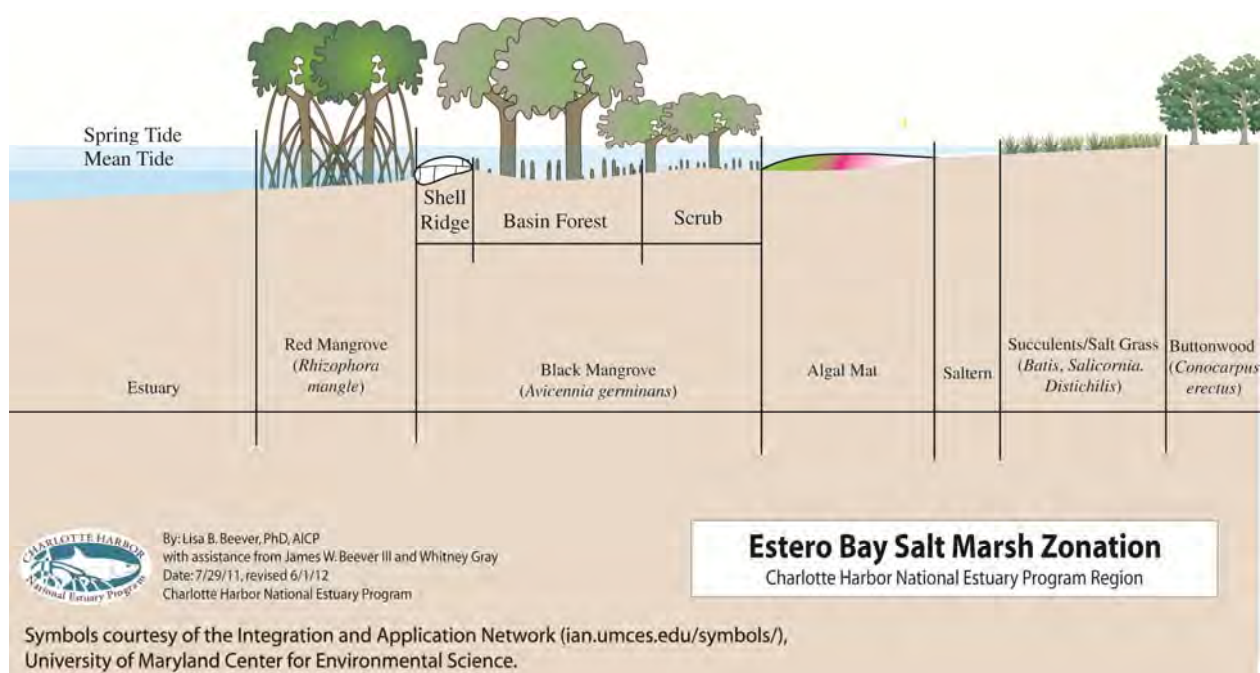 Spring Tide
Mean Tide
Shell
Ridge
Basin Forest
Scrub
Estuary
Red Mangrove
(Rhizophora
mangle)
Black Mangrove
(Avicennia germinans)
Algal Mat
Saltern
Succulents/Salt Grass
(Batis, Salicornia.
Distichilis)
Buttonwood
(Conocarpus
erectus)
CHARLOTTE HARBOR
National Estuary Program
By: Lisa B. Beever, PhD, AICP
with assistance from James W. Beever III and Whitney Gray
Date: 7/29/11, revised 6/1/12
Charlotte Harbor National Estuary Program
Estero Bay Salt Marsh Zonation
Charlotte Harbor National Estuary Program Region
Symbols courtesy of the Integration and Application Network (ian.umces.edu/symbols/),
University of Maryland Center for Environmental Science.